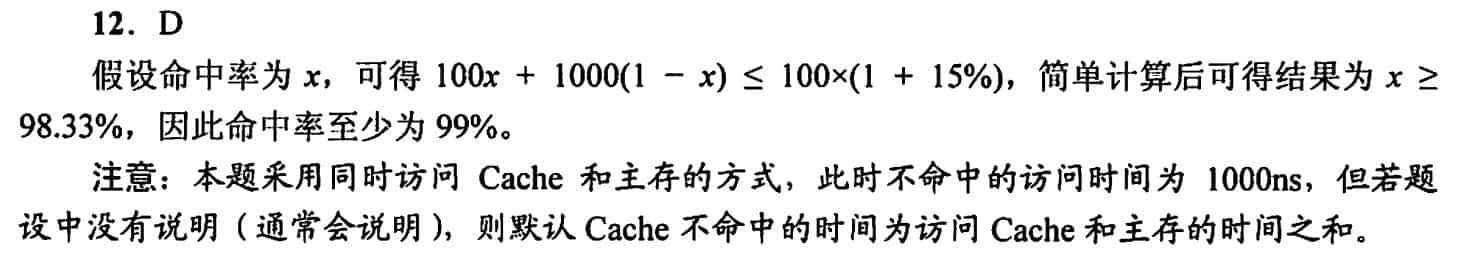 12．D
假设命中率为 x，可得 100x + 1000(1 − x) ≤ 100×(1 + 15%)，简单计算后可得结果为 x ≥
98.33%，因此命中率至少为 99%。
注意：本题采用同时访问 Cache 和主存的方式，此时不命中的访问时间为 1000ns，但若题
设中没有说明（通常会说明），则默认 Cache 不命中的时间为访问 Cache 和主存的时间之和。